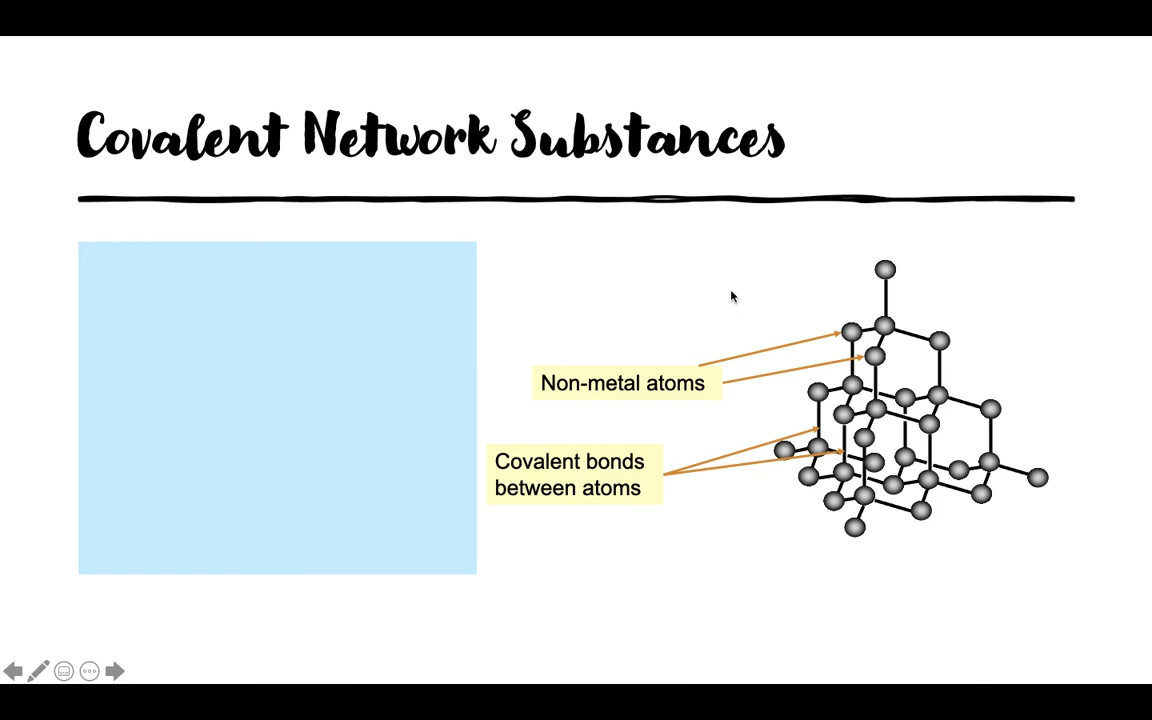 Covalent Network Substances
Non-metal atoms
Covalent bonds
between atoms